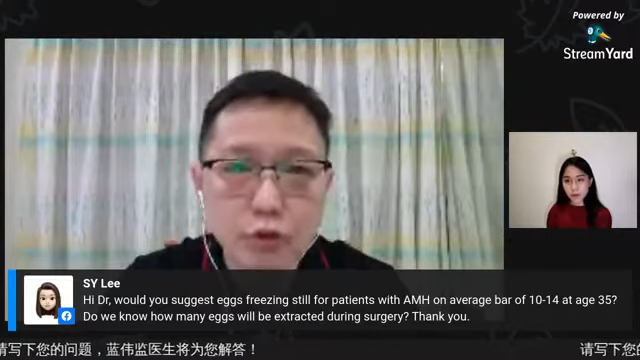 Powered by
StreamYard
SY Lee
Hi Dr, would you suggest eggs freezing still for patients with AMH on average bar of 10-14 at age 35?
Do we know how many eggs will be extracted during surgery? Thank you.
请写下您的问题，蓝伟监医生将为您解答！ 请写下您的